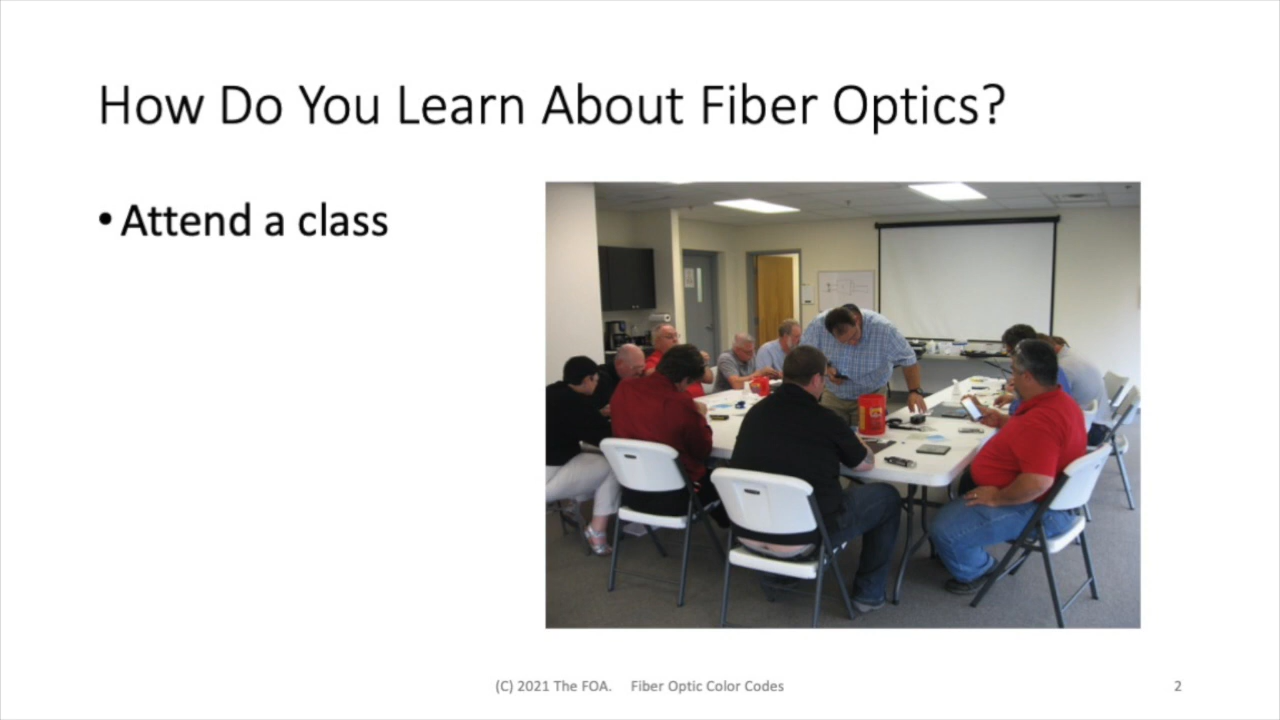 How Do You Learn About Fiber Optics?
• Attend a class
(C) 2021 The FOA. Fiber Optic Color Codes
2